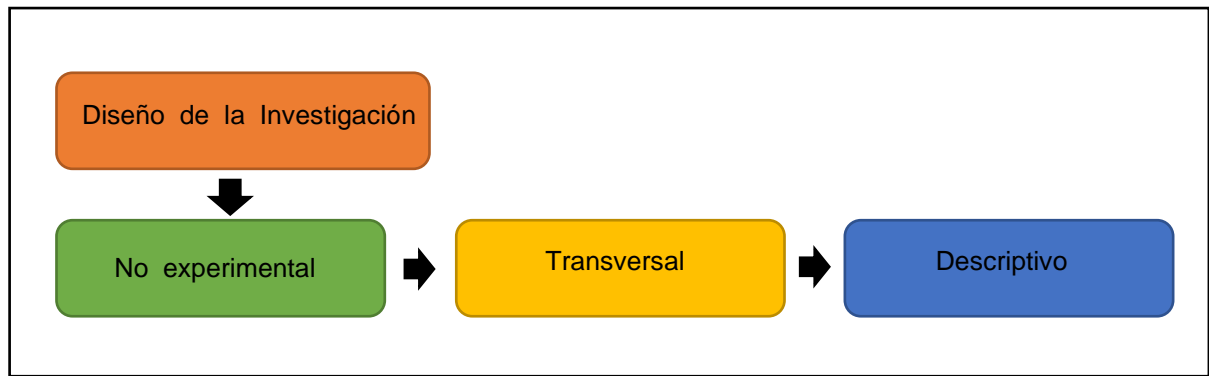 Diseño de la Investigación
No experimental
Transversal
Descriptivo